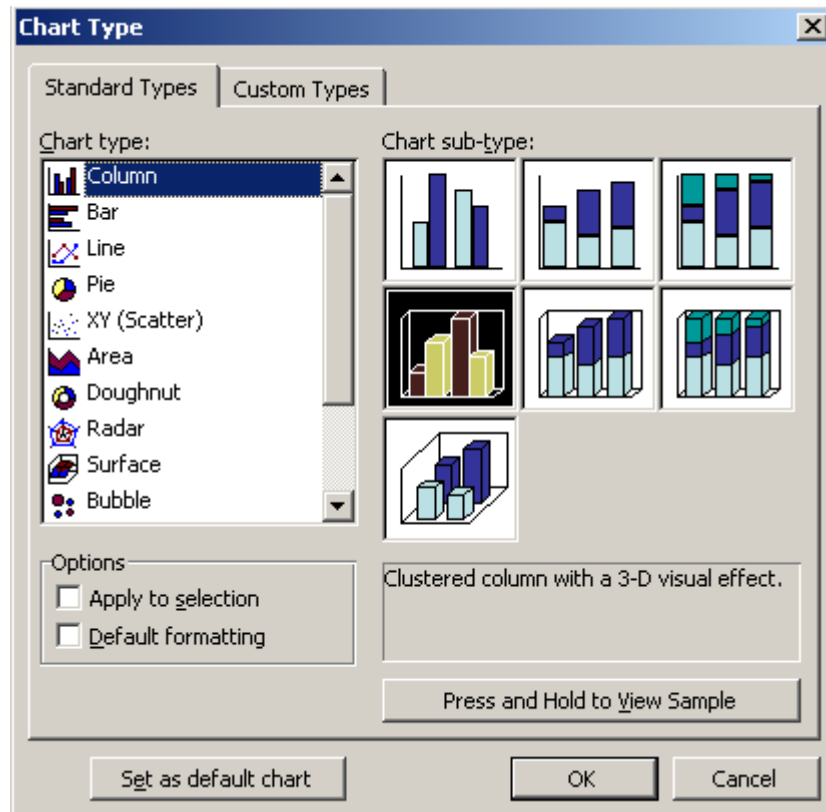 Chart Type
Standard Types
Custom Types
Chart type:
Chart sub-type:
Column
Bar
Line
Pie
XY (Scatter)
Area
Doughnut
Radar
Surface
Bubble
Options
Apply to selection
Default formatting
Clustered column with a 3-D visual effect.
Press and Hold to View Sample
Set as default chart
OK
Cancel